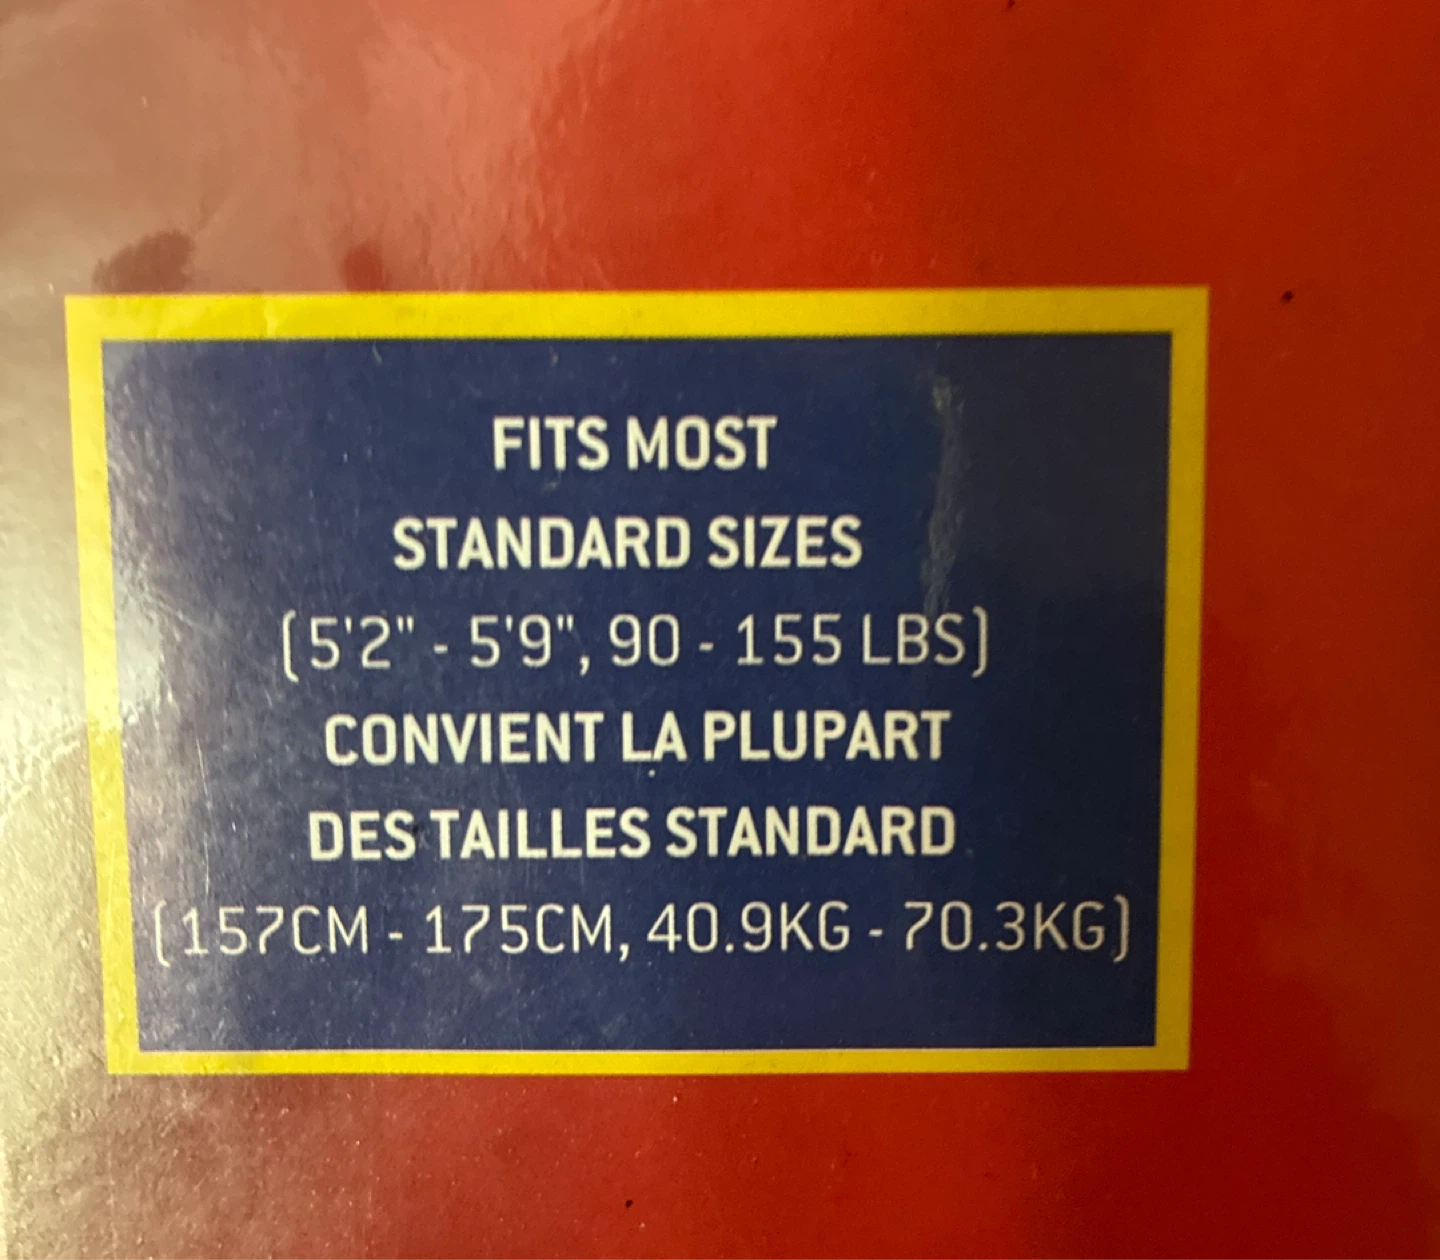 FITS MOST
STANDARD SIZES
(5'2" - 5'9", 90 - 155 LBS)
CONVIENT LA PLUPART
DES TAILLES STANDARD
(157CM - 175CM, 40.9KG - 70.3KG)